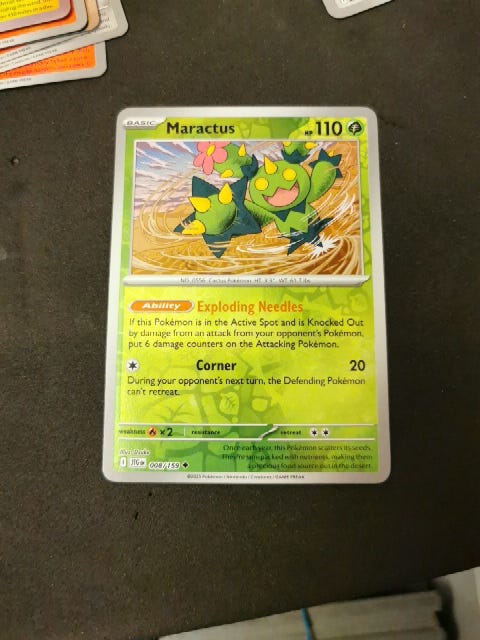 BASIC
Maractus
HP 110
NO. 0556 Cactus Pokémon HT: 3'3" WT: 61.7 lbs.
Ability Exploding Needles
If this Pokémon is in the Active Spot and is Knocked Out
by damage from an attack from your opponent's Pokémon,
put 6 damage counters on the Attacking Pokémon.
Corner 20
During your opponent's next turn, the Defending Pokémon
can't retreat.
weakness ×2 resistance retreat
Once each year, this Pokémon scatters its seeds.
They're jam-packed with nutrients, making them
a precious food source out in the desert.
Illus.
I JTG EN 008/159
©2025 Pokémon / Nintendo / Creatures / GAME FREAK